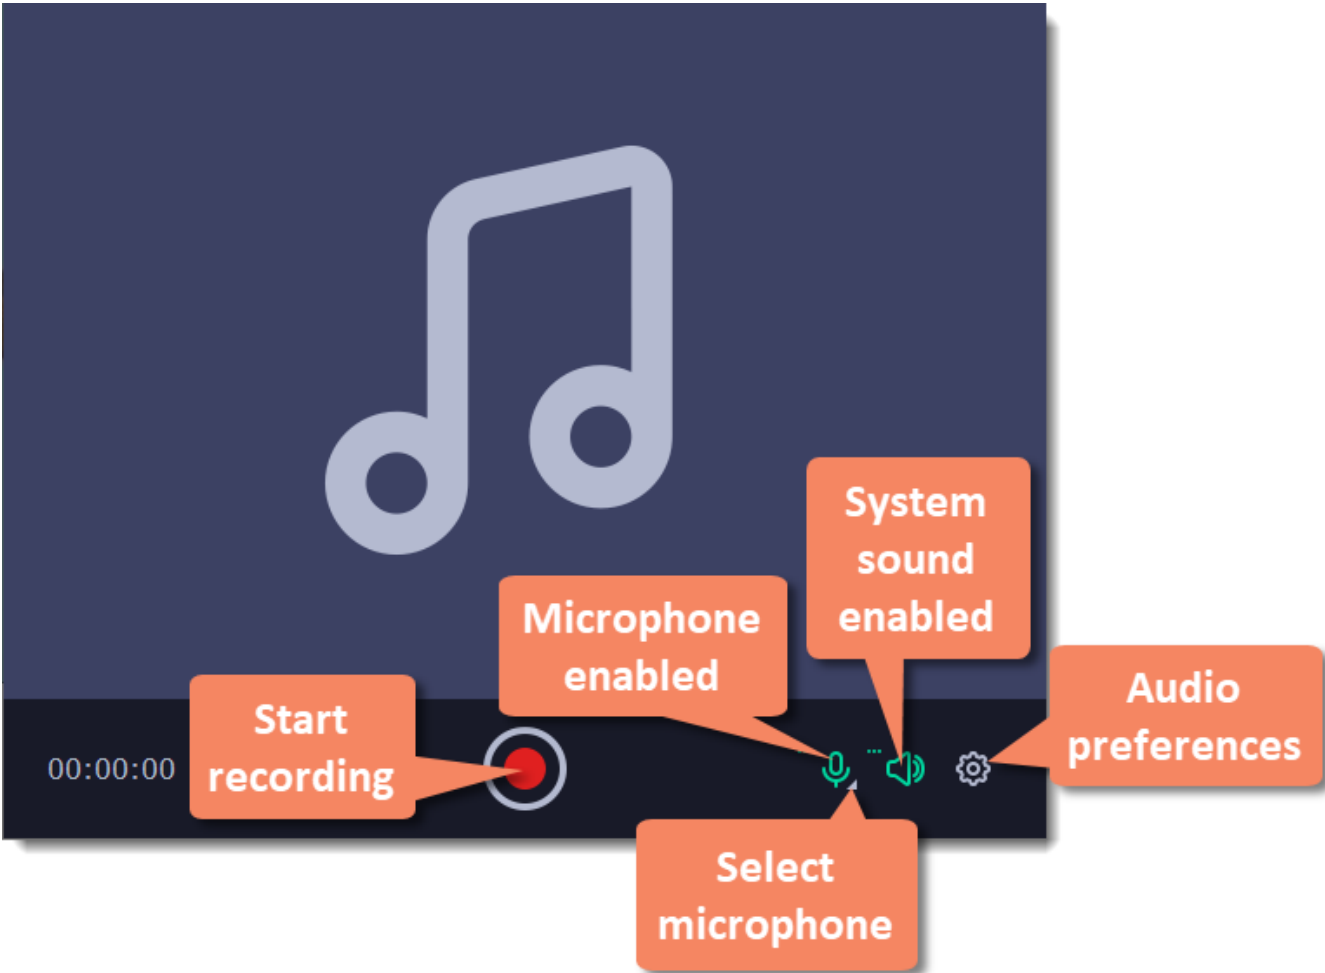 System
sound
enabled
Microphone
enabled
Audio
preferences
Start
recording
00:00:00
Select
microphone